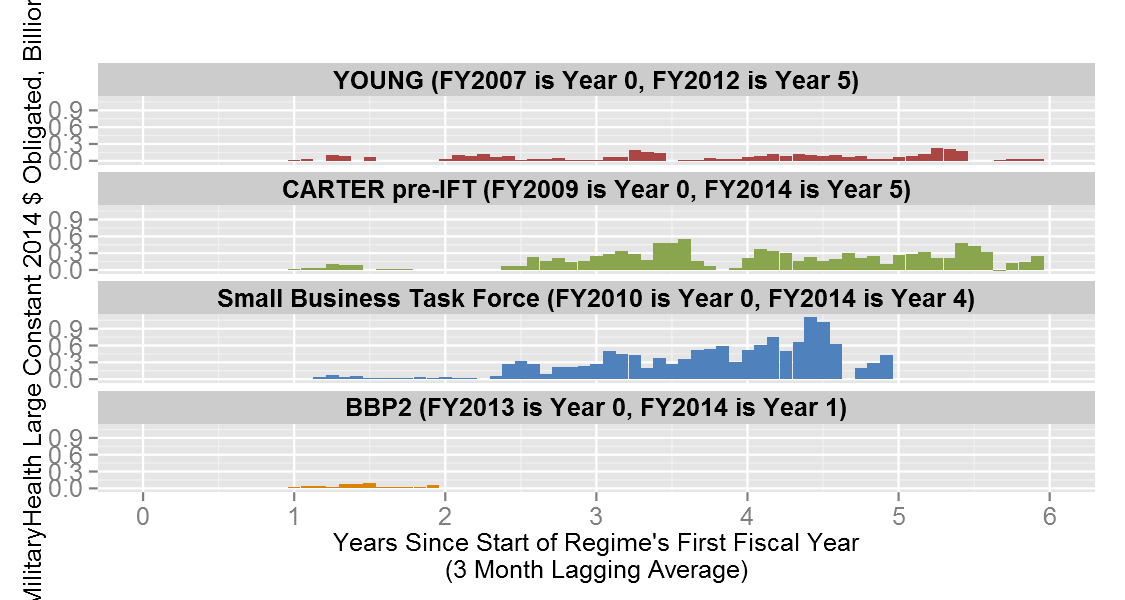 MilitaryHealth Large Constant 2014 $ Obligated, Billion
YOUNG (FY2007 is Year 0, FY2012 is Year 5)
0.9
0.6
0.3
0.0
CARTER pre-IFT (FY2009 is Year 0, FY2014 is Year 5)
0.9
0.6
0.3
0.0
Small Business Task Force (FY2010 is Year 0, FY2014 is Year 4)
0.9
0.6
0.3
0.0
BBP2 (FY2013 is Year 0, FY2014 is Year 1)
0.9
0.6
0.3
0.0
0 1 2 3 4 5 6
Years Since Start of Regime's First Fiscal Year
(3 Month Lagging Average)